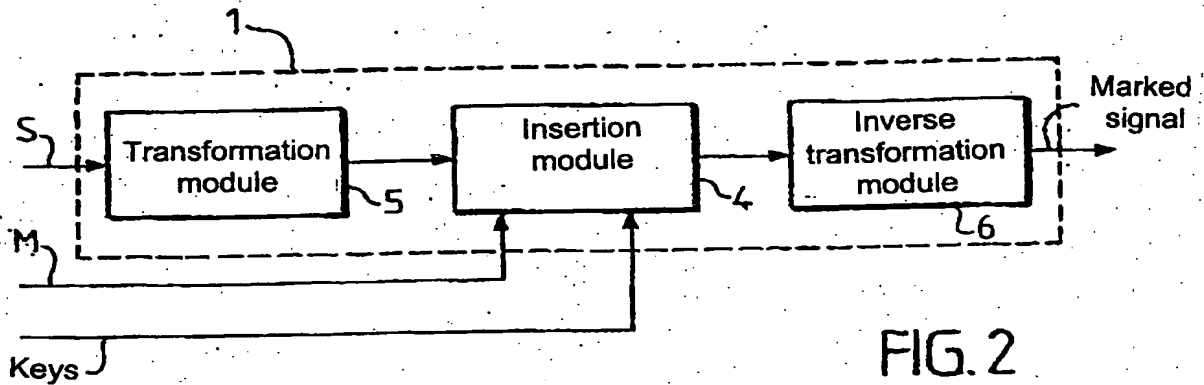 1
S
Transformation
module
5
Insertion
module
4
Inverse
transformation
module
6
Marked
signal
M
Keys
FIG. 2